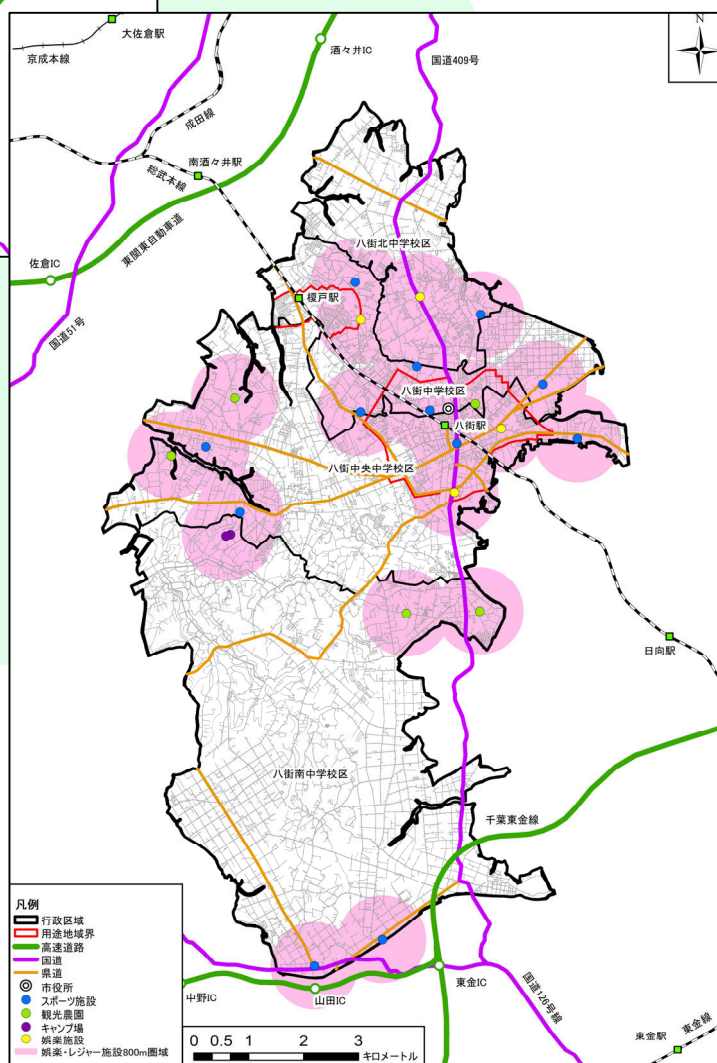 大佐倉駅
京成本線
酒々井IC
国道409号
N
成田線
南酒々井駅
総武本線
東関東自動車道
佐倉IC
国道51号
八街北中学校区
榎戸駅
八街中学校区
八街駅
八街中央中学校区
日向駅
八街南中学校区
千葉東金線
凡例
行政区域
用途地域界
高速道路
国道
県道
市役所
スポーツ施設
観光農園
キャンプ場
娯楽施設
娯楽・レジャー施設800m圏域
中野IC
山田IC
東金IC
国道126号線
東金駅
東金線
0 0.5 1 2 3
キロメートル